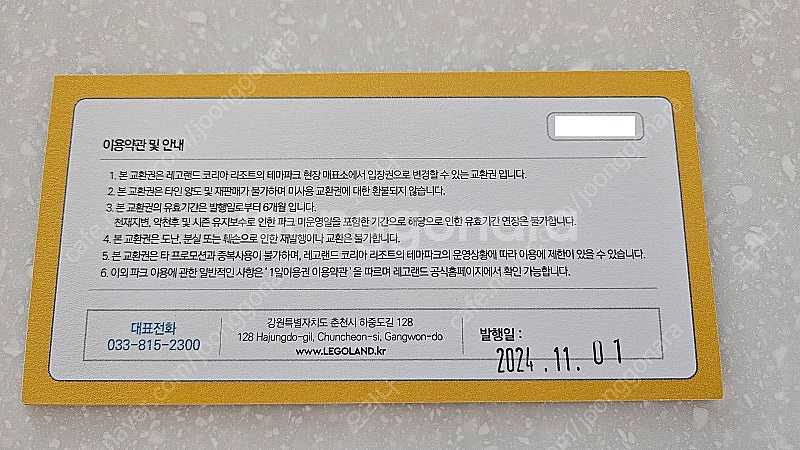 이용약관 및 안내
1. 본 교환권은 레고랜드 코리아 리조트의 테마파크 현장 매표소에서 입장권으로 변경할 수 있는 교환권 입니다.
2. 본 교환권은 타인 양도 및 재판매가 불가하며 미사용 교환권에 대한 환불되지 않습니다.
3. 본 교환권의 유효기간은 발행일로부터 6개월 입니다.
천재지변, 악천후 및 시즌 유지보수로 인한 파크 미운영일을 포함한 기간으로 해당으로 인한 유효기간 연장은 불가합니다.
4. 본 교환권은 도난, 분실 또는 훼손으로 인한 재발행이나 교환은 불가합니다.
5. 본 교환권은 타 프로모션과 중복사용이 불가하며, 레고랜드 코리아 리조트의 테마파크의 운영상황에 따라 이용에 제한이 있을 수 있습니다.
6. 이외 파크 이용에 관한 일반적인 사항은 '1일이용권 이용약관' 을 따르며 레고랜드 공식홈페이지에서 확인 가능합니다.
대표전화
033-815-2300
강원특별자치도 춘천시 하중도길 128
128 Hajungdo-gil, Chuncheon-si, Gangwon-do
www.LEGOLAND.kr
발행일 :
2024.11.01